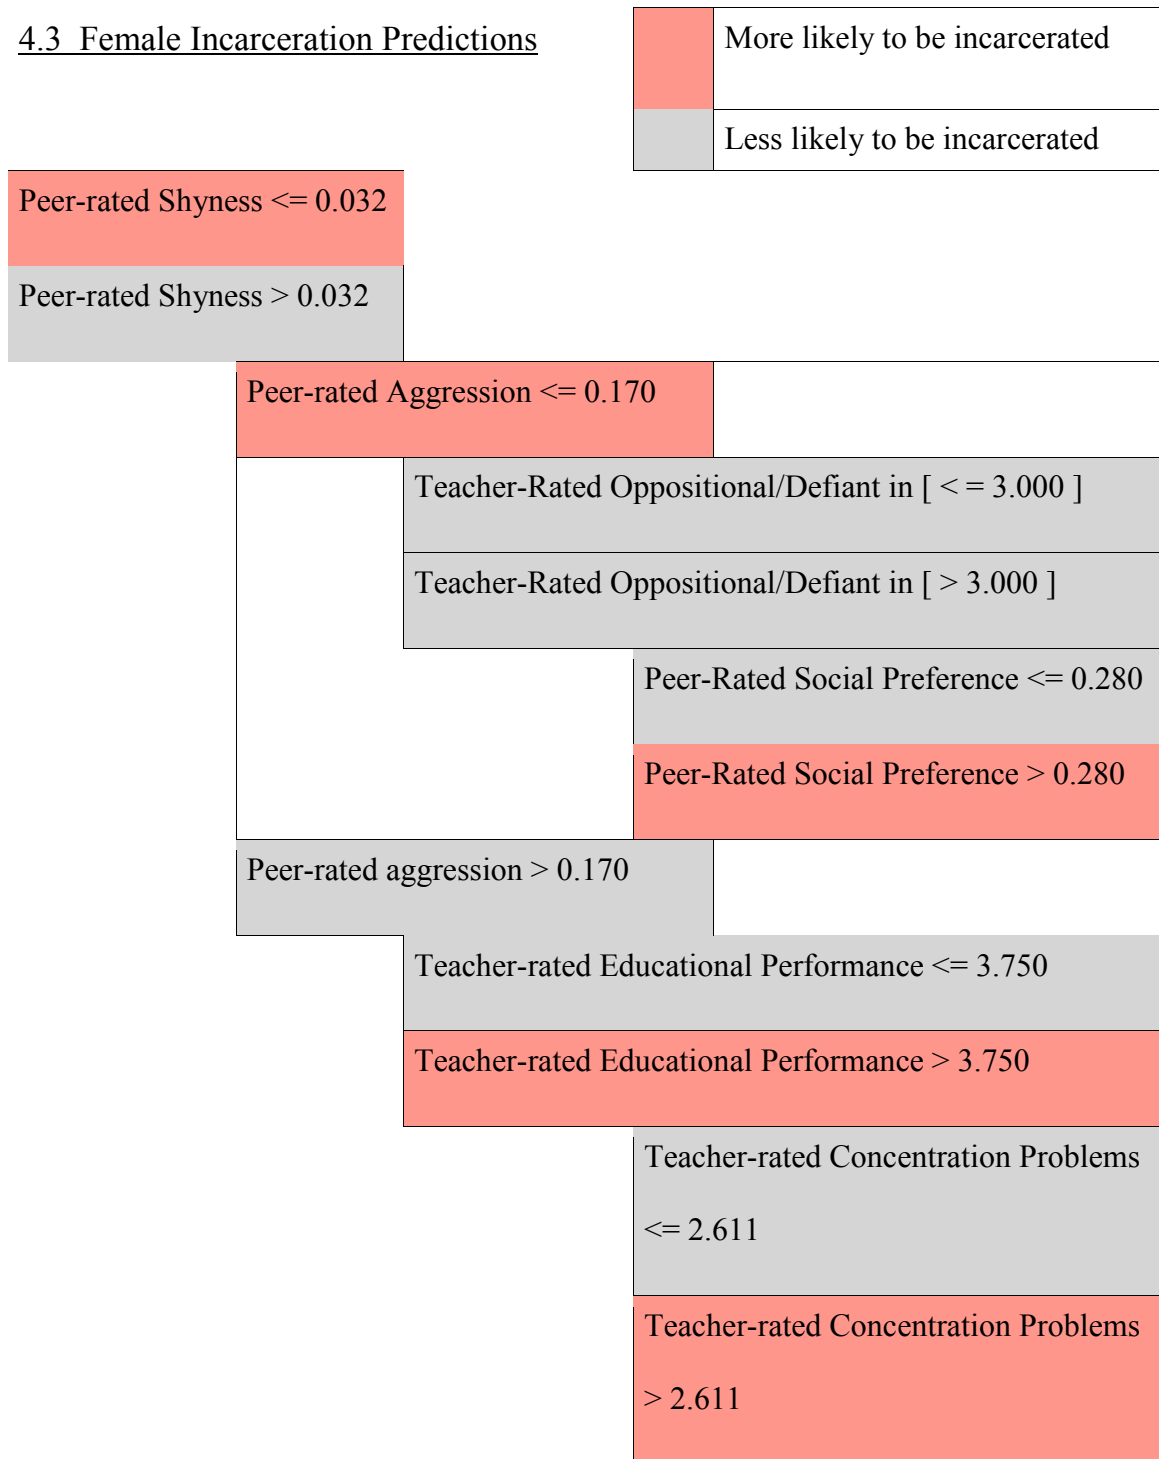 4.3 Female Incarceration Predictions
More likely to be incarcerated
Less likely to be incarcerated
Peer-rated Shyness <= 0.032
Peer-rated Shyness > 0.032
Peer-rated Aggression <= 0.170
Teacher-Rated Oppositional/Defiant in [ < = 3.000 ]
Teacher-Rated Oppositional/Defiant in [ > 3.000 ]
Peer-Rated Social Preference <= 0.280
Peer-Rated Social Preference > 0.280
Peer-rated aggression > 0.170
Teacher-rated Educational Performance <= 3.750
Teacher-rated Educational Performance > 3.750
Teacher-rated Concentration Problems
<= 2.611
Teacher-rated Concentration Problems
> 2.611